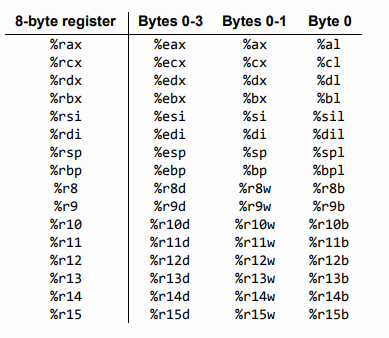 8-byte register Bytes 0-3 Bytes 0-1 Byte 0
%rax %eax %ax %al
%rcx %ecx %cx %cl
%rdx %edx %dx %dl
%rbx %ebx %bx %bl
%rsi %esi %si %sil
%rdi %edi %di %dil
%rsp %esp %sp %spl
%rbp %ebp %bp %bpl
%r8 %r8d %r8w %r8b
%r9 %r9d %r9w %r9b
%r10 %r10d %r10w %r10b
%r11 %r11d %r11w %r11b
%r12 %r12d %r12w %r12b
%r13 %r13d %r13w %r13b
%r14 %r14d %r14w %r14b
%r15 %r15d %r15w %r15b